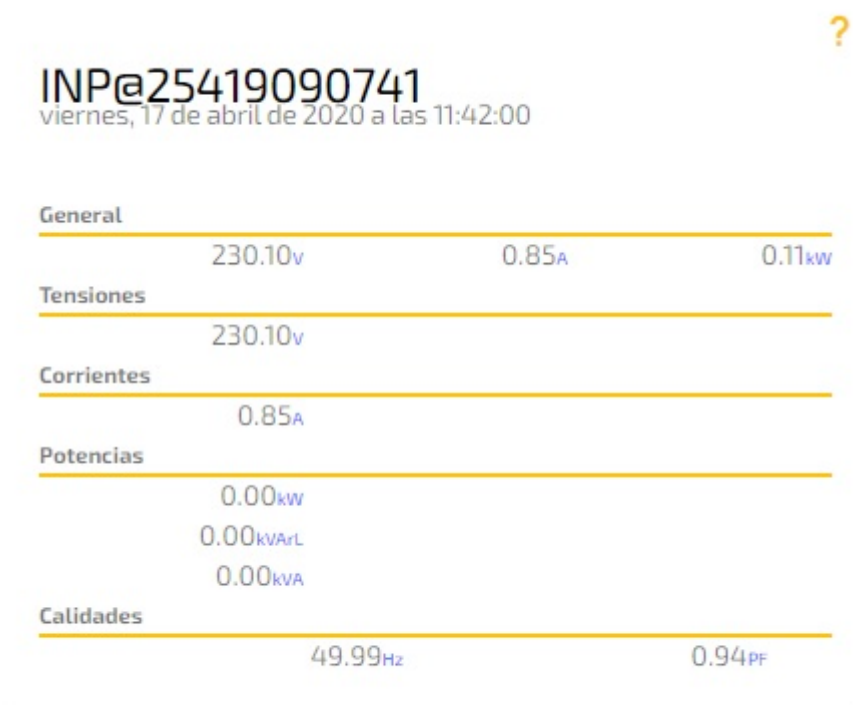 ?
INP@25419090741
viernes, 17 de abril de 2020 a las 11:42:00
General
230.10V 0.85A 0.11kW
Tensiones
230.10V
Corrientes
0.85A
Potencias
0.00kW
0.00kVArL
0.00kVA
Calidades
49.99Hz 0.94PF